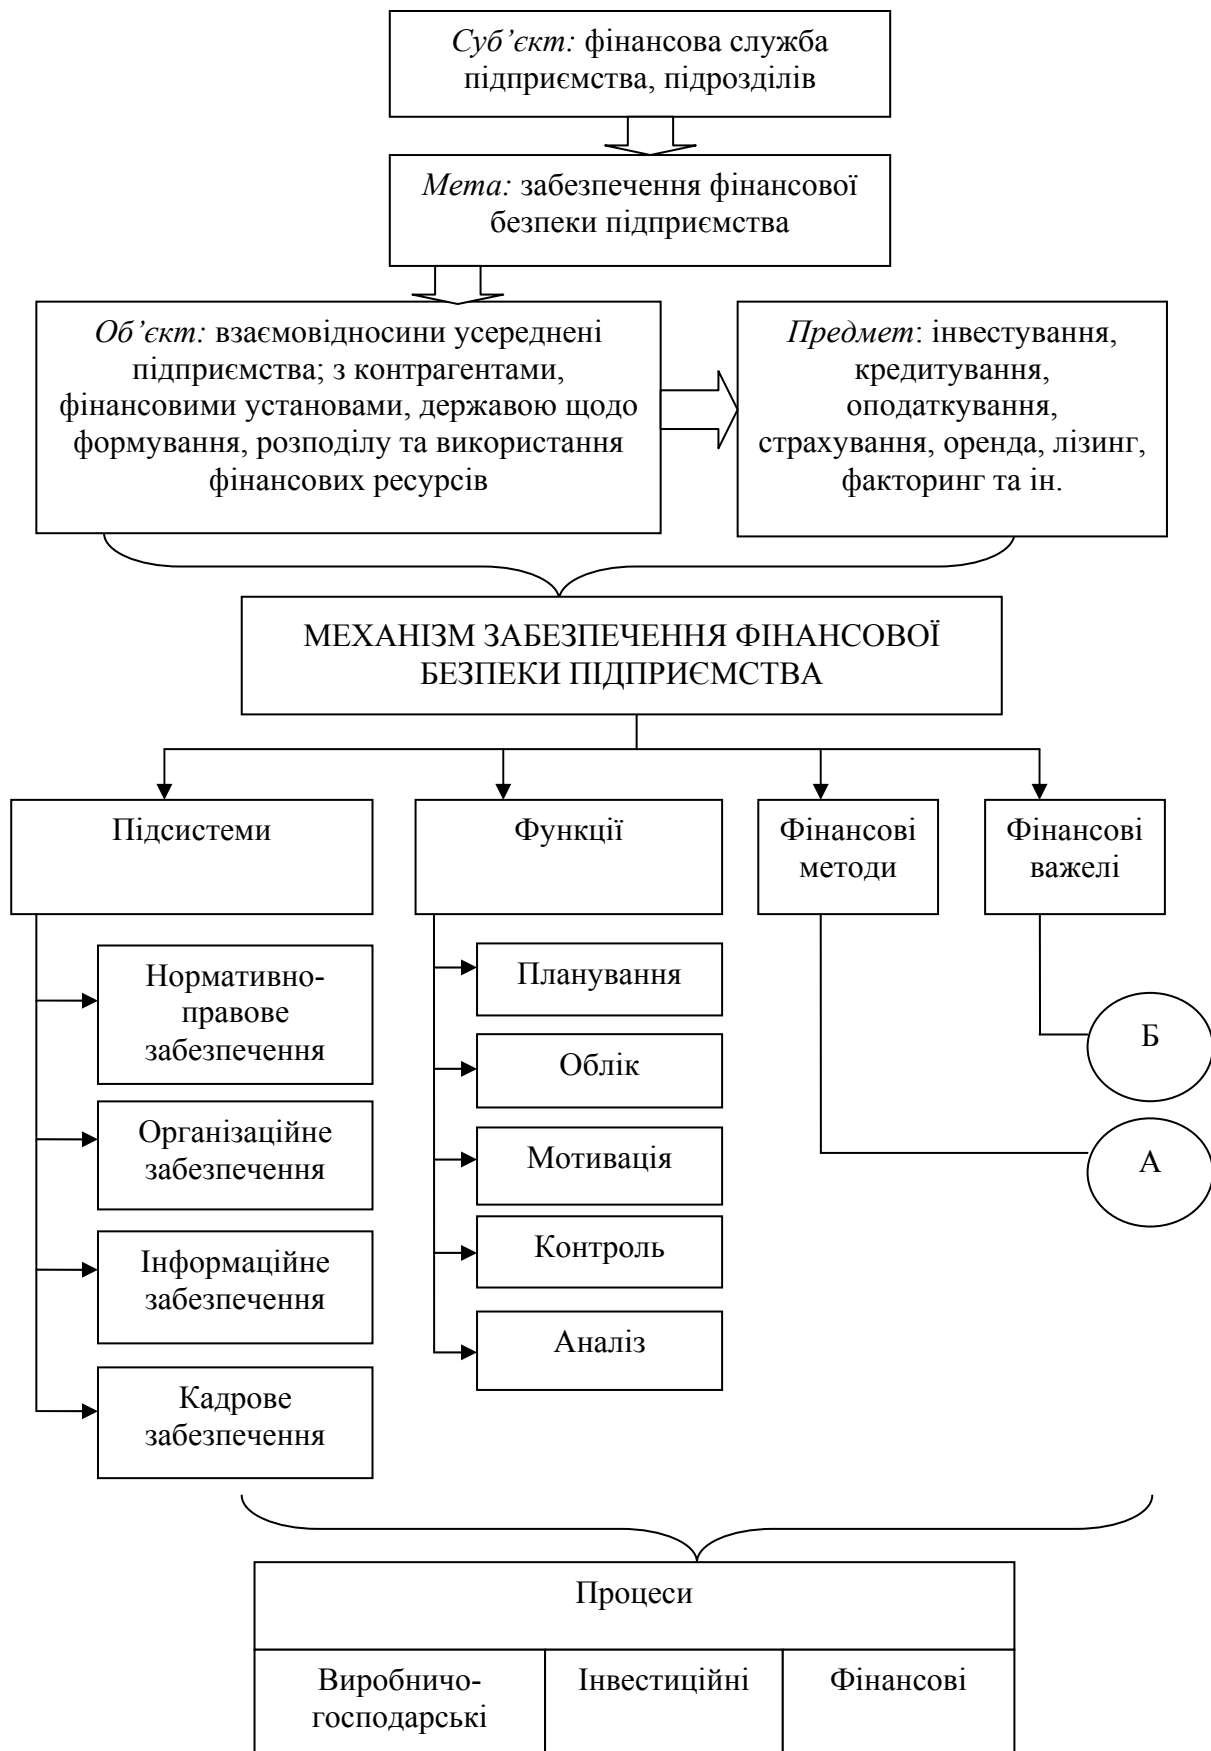 Суб’єкт: фінансова служба
підприємства, підрозділів
Мета: забезпечення фінансової
безпеки підприємства
Об’єкт: взаємовідносини усереднені
підприємства; з контрагентами,
фінансовими установами, державою щодо
формування, розподілу та використання
фінансових ресурсів
Предмет: інвестування,
кредитування,
оподаткування,
страхування, оренда, лізинг,
факторинг та ін.
МЕХАНІЗМ ЗАБЕЗПЕЧЕННЯ ФІНАНСОВОЇ
БЕЗПЕКИ ПІДПРИЄМСТВА
Підсистеми
Нормативно-
правове
забезпечення
Організаційне
забезпечення
Інформаційне
забезпечення
Кадрове
забезпечення
Функції
Планування
Облік
Мотивація
Контроль
Аналіз
Фінансові
методи
Фінансові
важелі
Б
А
Процеси
Виробничо-
господарські
Інвестиційні
Фінансові